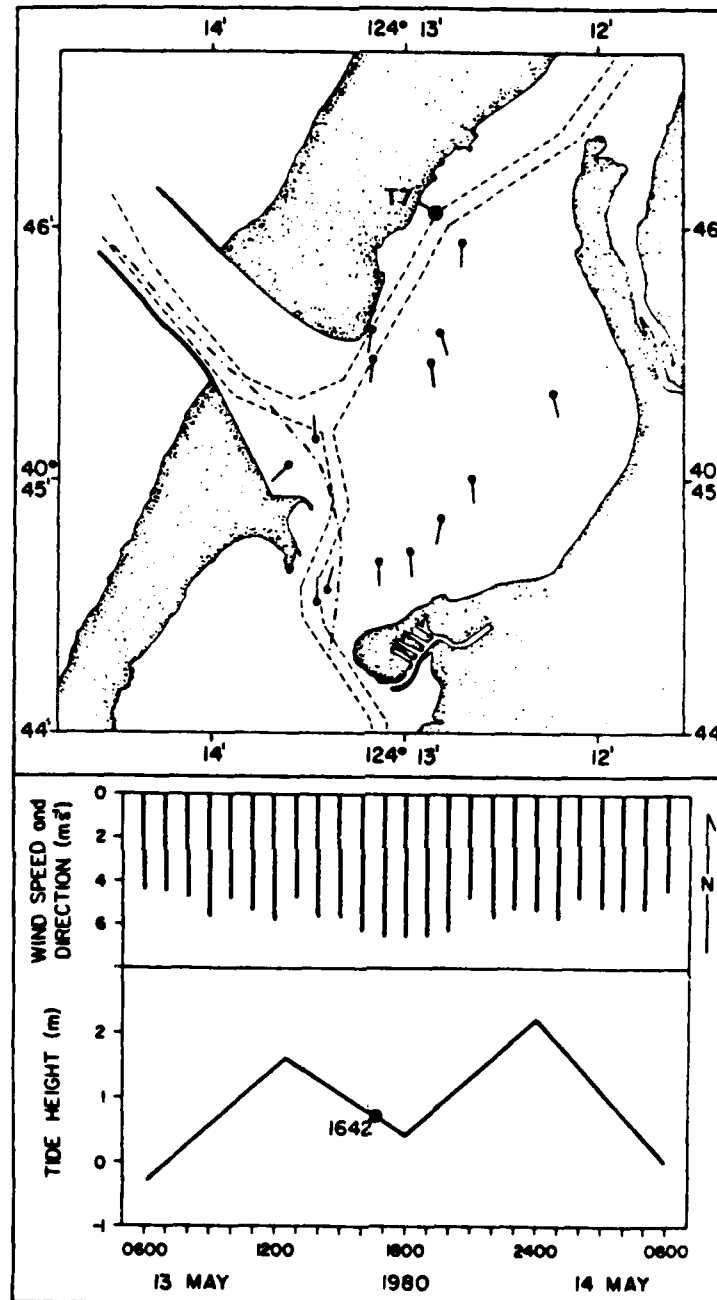 14' 124° 13' 12'
T7
46' 46'
40° 45' 40° 45'
44' 44'
14' 124° 13' 12'
WIND SPEED and DIRECTION (ms⁻¹)
0
2
4
6
N
TIDE HEIGHT (m)
2
1
0
-1
1642
0600 1200 1800 2400 0600
13 MAY 1980 14 MAY